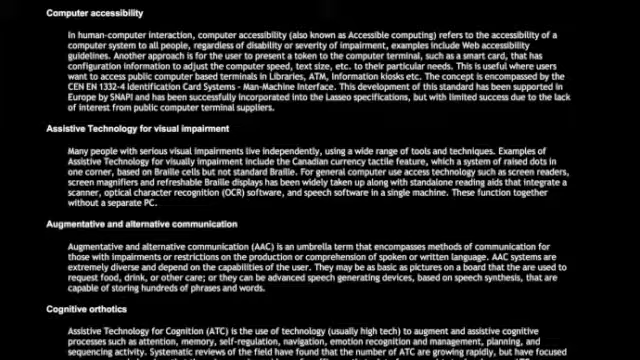 Computer accessibility
In human-computer interaction, computer accessibility (also known as Accessible computing) refers to the accessibility of a
computer system to all people, regardless of disability or severity of impairment, examples include Web accessibility
guidelines. Another approach is for the user to present a token to the computer terminal, such as a smart card, that has
configuration information to adjust the computer speed, text size, etc. to their particular needs. This is useful where users
want to access public computer based terminals in Libraries, ATM, Information kiosks etc. The concept is encompassed by the
CEN EN 1332-4 Identification Card Systems - Man-Machine Interface. This development of this standard has been supported in
Europe by SNAPI and has been successfully incorporated into the Lasseo specifications, but with limited success due to the lack
of interest from public computer terminal suppliers.
Assistive Technology for visual impairment
Many people with serious visual impairments live independently, using a wide range of tools and techniques. Examples of
Assistive Technology for visually impairment include the Canadian currency tactile feature, which a system of raised dots in
one corner, based on Braille cells but not standard Braille. For general computer use access technology such as screen readers,
screen magnifiers and refreshable Braille displays has been widely taken up along with standalone reading aids that integrate a
scanner, optical character recognition (OCR) software, and speech software in a single machine. These function together
without a separate PC.
Augmentative and alternative communication
Augmentative and alternative communication (AAC) is an umbrella term that encompasses methods of communication for
those with impairments or restrictions on the production or comprehension of spoken or written language. AAC systems are
extremely diverse and depend on the capabilities of the user. They may be as basic as pictures on a board that the are used to
request food, drink, or other care; or they can be advanced speech generating devices, based on speech synthesis, that are
capable of storing hundreds of phrases and words.
Cognitive orthotics
Assistive Technology for Cognition (ATC) is the use of technology (usually high tech) to augment and assistive cognitive
processes such as attention, memory, self-regulation, navigation, emotion recognition and management, planning, and
sequencing activity. Systematic reviews of the field have found that the number of ATC are growing rapidly, but have focused